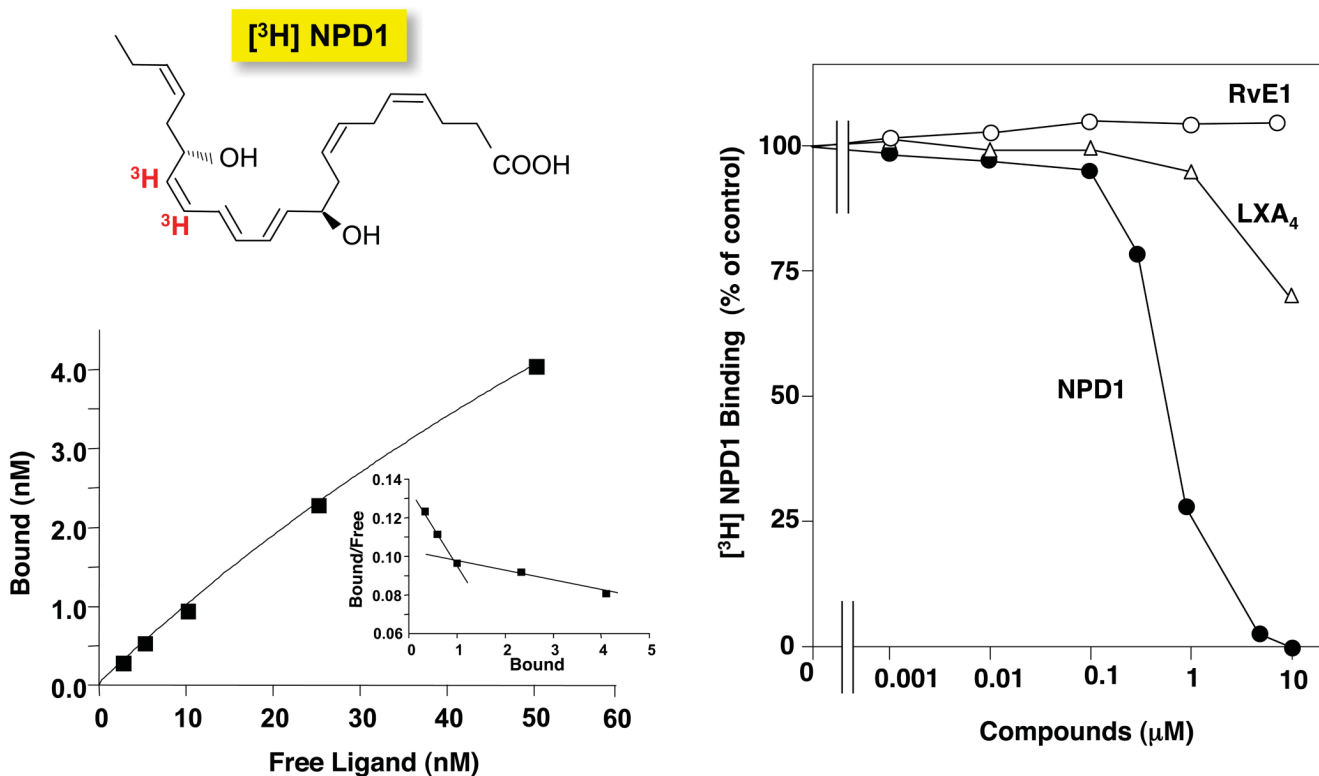 [³H] NPD1
OH
³H
³H
OH
COOH
Bound (nM)
4.0
3.0
2.0
1.0
0.0
0
10
20
30
40
50
60
Free Ligand (nM)
Bound/Free
0.14
0.12
0.10
0.08
0.06
0
1
2
3
4
5
Bound
[³H] NPD1 Binding (% of control)
100
75
50
25
0
RvE1
LXA₄
NPD1
0
0.001
0.01
0.1
1
10
Compounds (μM)